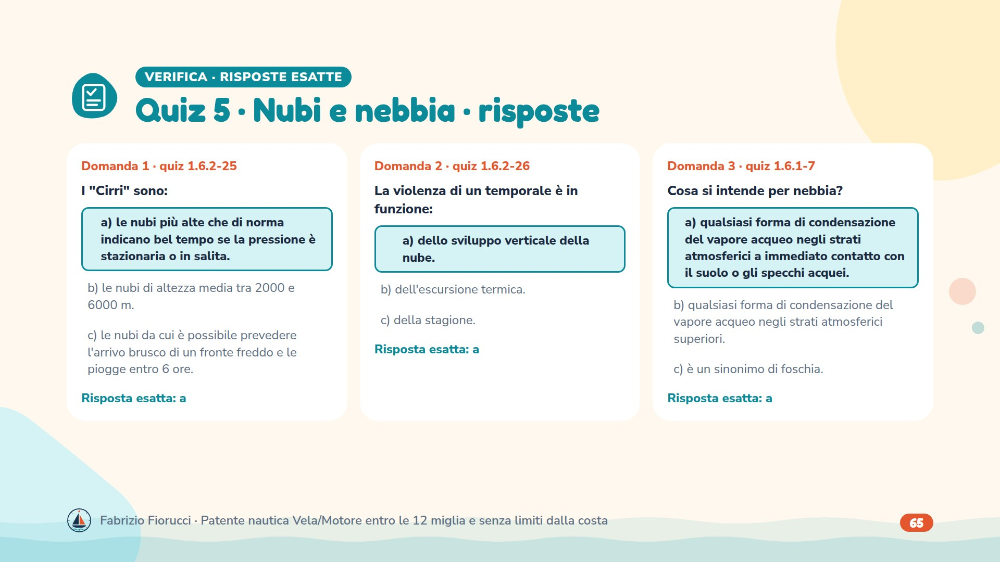 VERIFICA · RISPOSTE ESATTE
Quiz 5 · Nubi e nebbia · risposte
Domanda 1 · quiz 1.6.2-25
I "Cirri" sono:
a) le nubi più alte che di norma
indicano bel tempo se la pressione è
stazionaria o in salita.
b) le nubi di altezza media tra 2000 e
6000 m.
c) le nubi da cui è possibile prevedere
l'arrivo brusco di un fronte freddo e le
piogge entro 6 ore.
Risposta esatta: a
Domanda 2 · quiz 1.6.2-26
La violenza di un temporale è in
funzione:
a) dello sviluppo verticale della
nube.
b) dell'escursione termica.
c) della stagione.
Risposta esatta: a
Domanda 3 · quiz 1.6.1-7
Cosa si intende per nebbia?
a) qualsiasi forma di condensazione
del vapore acqueo negli strati
atmosferici a immediato contatto con
il suolo o gli specchi acquei.
b) qualsiasi forma di condensazione del
vapore acqueo negli strati atmosferici
superiori.
c) è un sinonimo di foschia.
Risposta esatta: a
Fabrizio Fiorucci · Patente nautica Vela/Motore entro le 12 miglia e senza limiti dalla costa
65